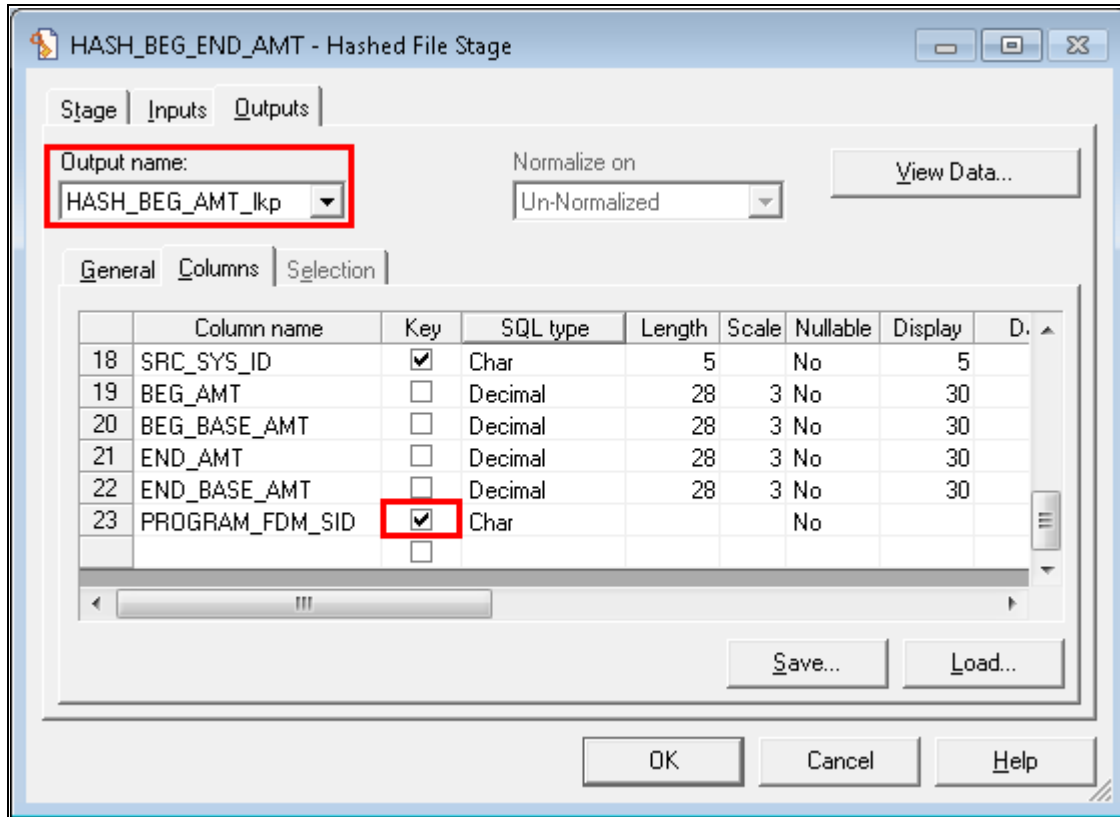 HASH_BEG_END_AMT - Hashed File Stage
Stage Inputs Outputs
Output name:
HASH_BEG_AMT_lkp
Normalize on
Un-Normalized
View Data...
General Columns Selection
Column name Key SQL type Length Scale Nullable Display D.
18 SRC_SYS_ID Char 5 No 5
19 BEG_AMT Decimal 28 3 No 30
20 BEG_BASE_AMT Decimal 28 3 No 30
21 END_AMT Decimal 28 3 No 30
22 END_BASE_AMT Decimal 28 3 No 30
23 PROGRAM_FDM_SID Char No
Save... Load...
OK Cancel Help